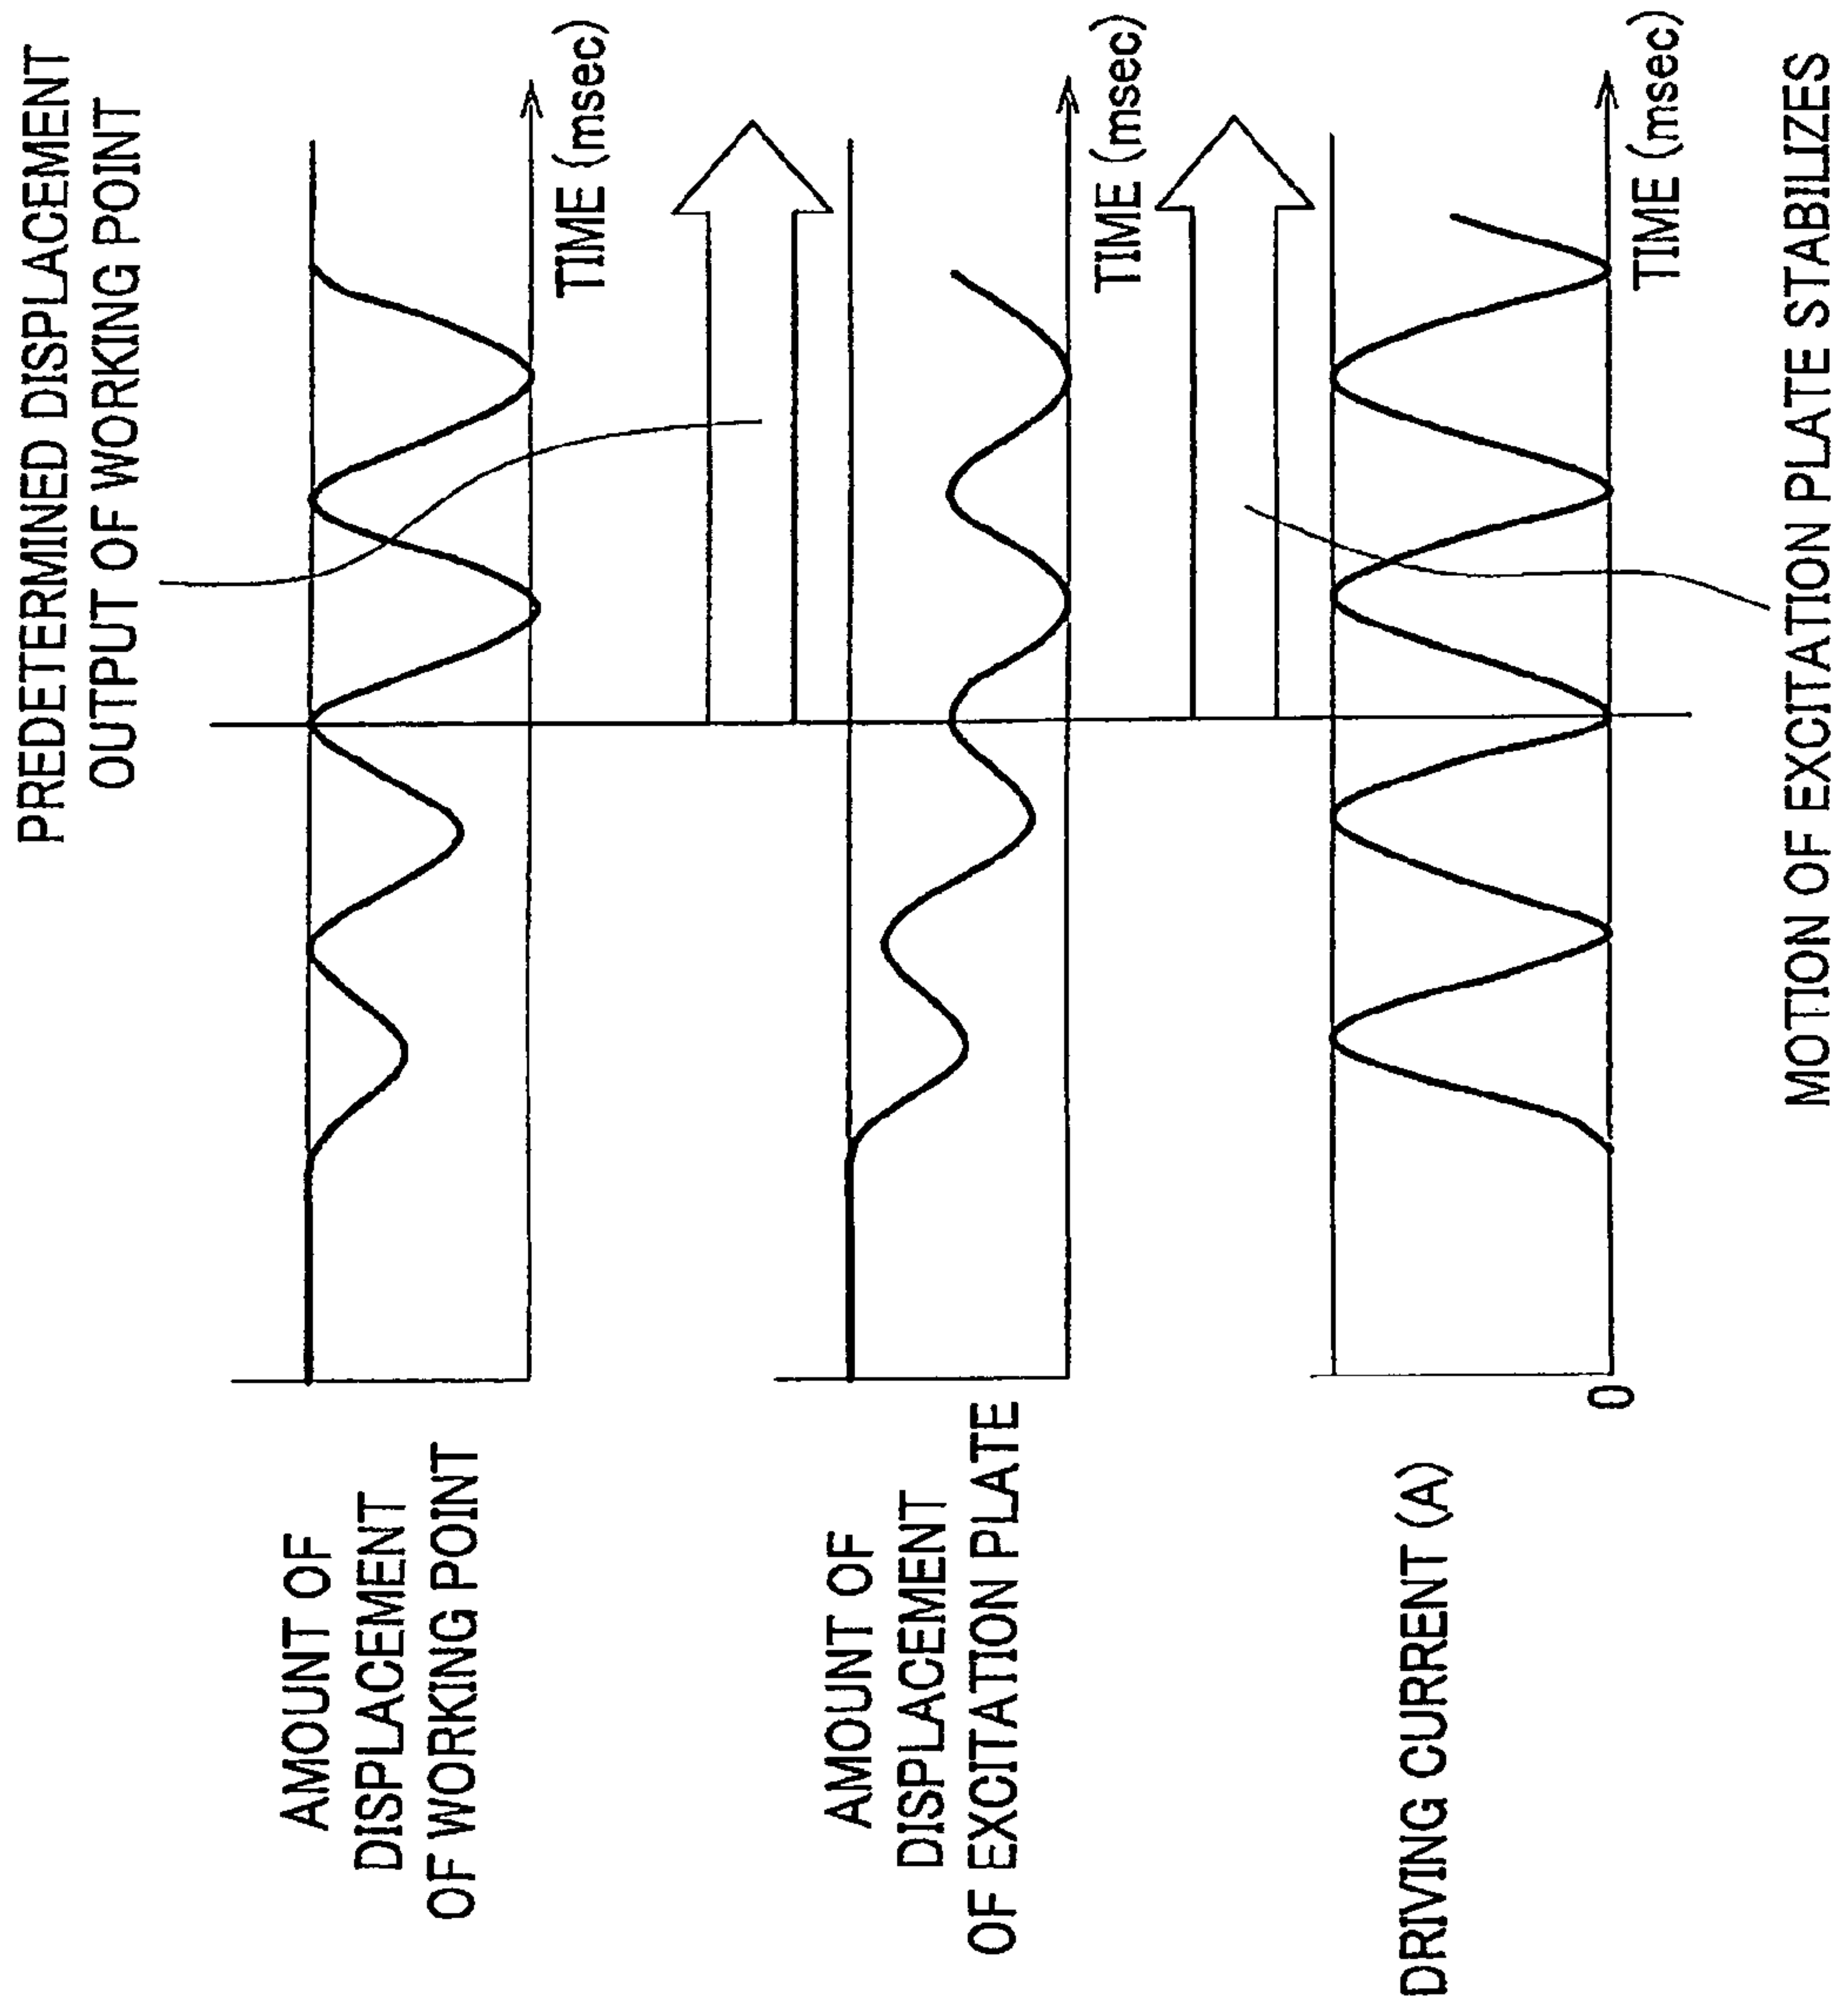 PREDETERMINED DISPLACEMENT
OUTPUT OF WORKING POINT
AMOUNT OF
DISPLACEMENT
OF WORKING POINT
TIME (msec)
AMOUNT OF
DISPLACEMENT
OF EXCITATION PLATE
TIME (msec)
DRIVING CURRENT (A)
0
TIME (msec)
MOTION OF EXCITATION PLATE STABILIZES